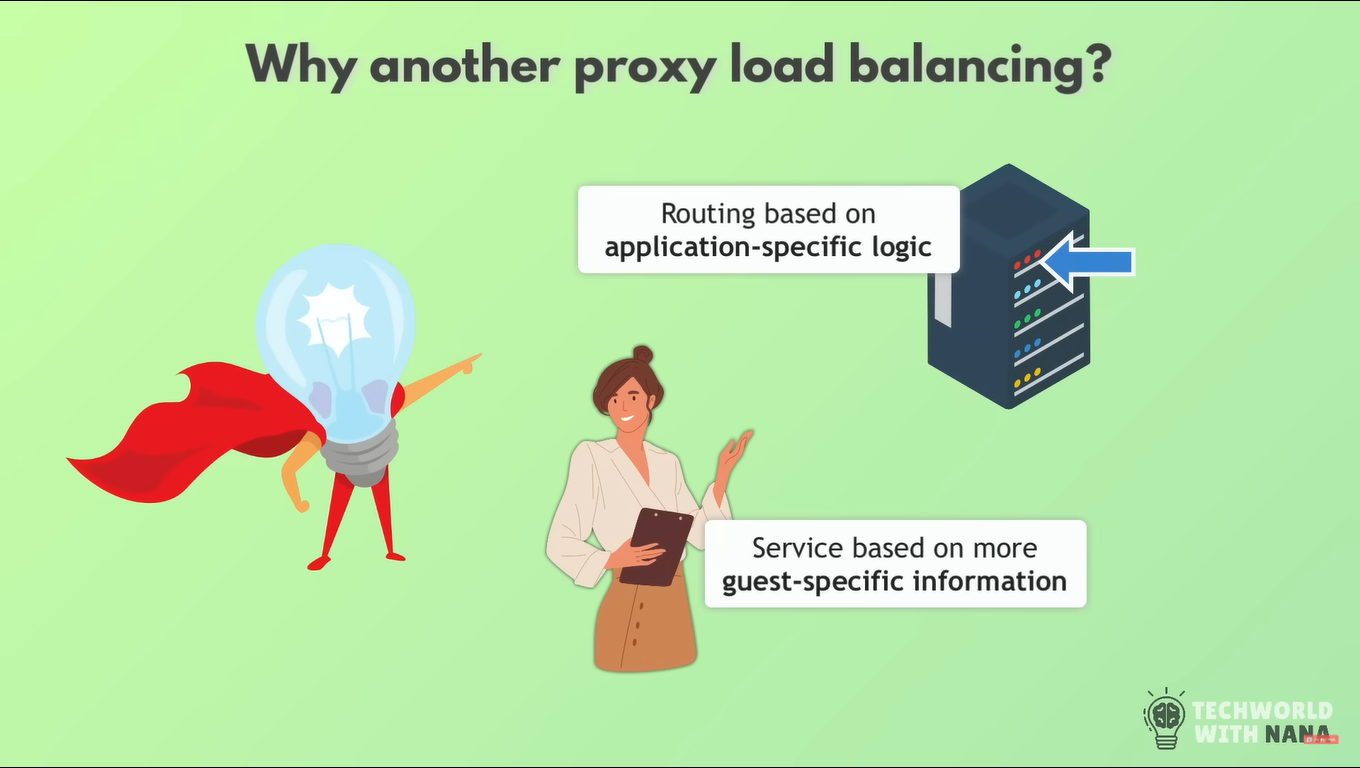 Why another proxy load balancing?
Routing based on
application-specific logic
Service based on more
guest-specific information
TECHWORLD
WITH NANA